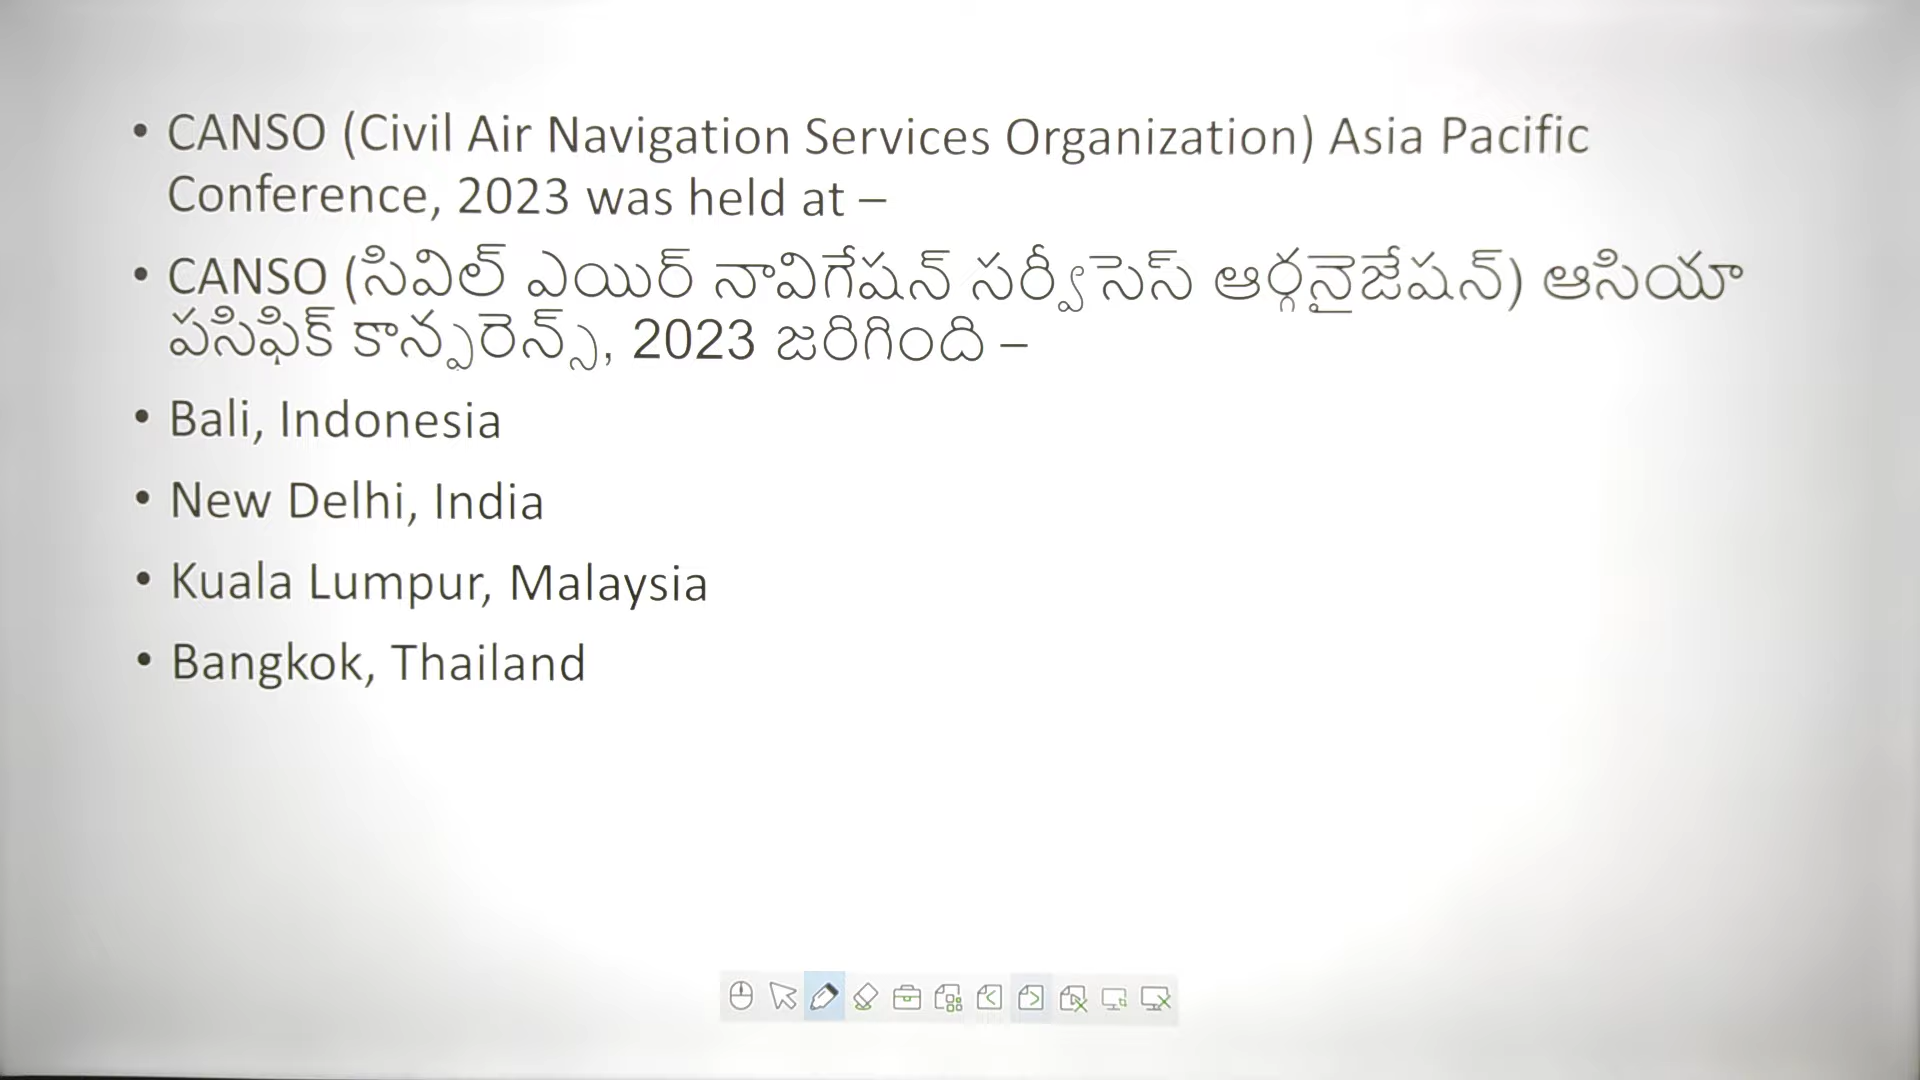 • CANSO (Civil Air Navigation Services Organization) Asia Pacific
Conference, 2023 was held at –
• CANSO (సివిల్ ఎయిర్ నావిగేషన్ సర్వీసెస్ ఆర్గనైజేషన్) ఆసియా
పసిఫిక్ కాన్ఫరెన్స్, 2023 జరిగింది –
• Bali, Indonesia
• New Delhi, India
• Kuala Lumpur, Malaysia
• Bangkok, Thailand